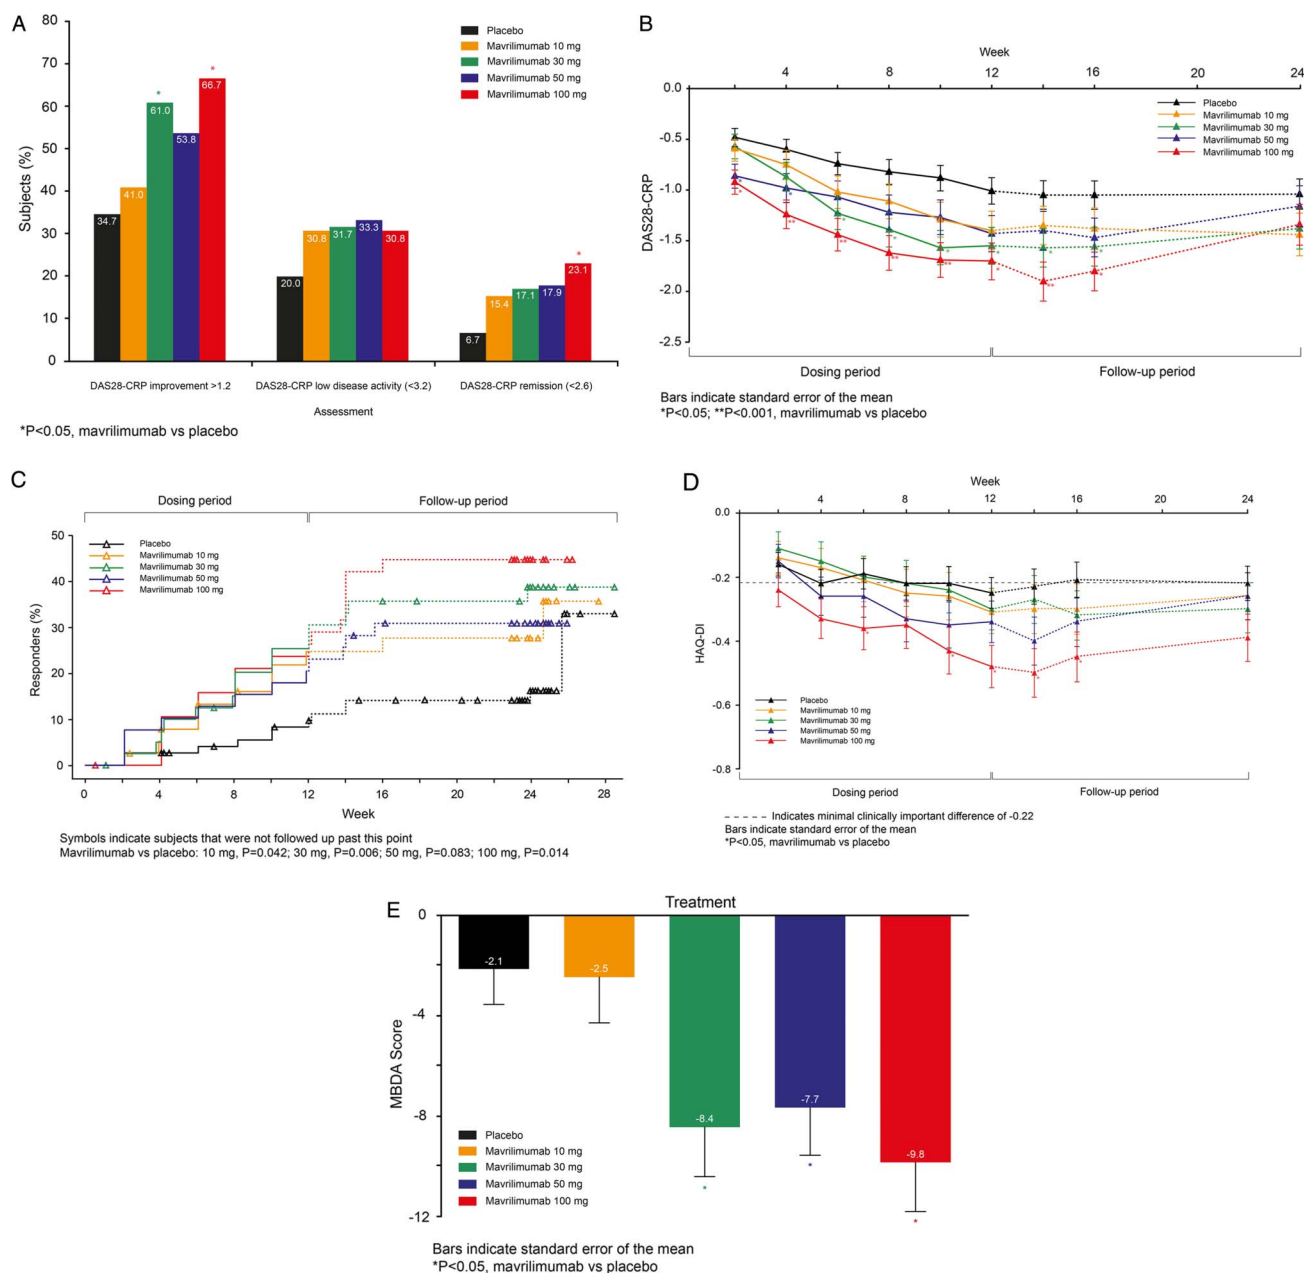 A
80
70
60
50
40
30
20
10
0
Subjects (%)
Placebo
Mavrilimumab 10 mg
Mavrilimumab 30 mg
Mavrilimumab 50 mg
Mavrilimumab 100 mg
34.7
41.0
*
61.0
53.8
*
66.7
20.0
30.8
31.7
33.3
30.8
6.7
15.4
17.1
17.9
*
23.1
DAS28-CRP improvement >1.2
DAS28-CRP low disease activity (<3.2)
DAS28-CRP remission (<2.6)
Assessment
*P<0.05, mavrilimumab vs placebo
B
Week
4 8 12 16 20 24
0.0
-0.5
-1.0
-1.5
-2.0
-2.5
DAS28-CRP
Placebo
Mavrilimumab 10 mg
Mavrilimumab 30 mg
Mavrilimumab 50 mg
Mavrilimumab 100 mg
Dosing period
Follow-up period
Bars indicate standard error of the mean
*P<0.05; **P<0.001, mavrilimumab vs placebo
C
Dosing period
Follow-up period
50
40
30
20
10
0
Responders (%)
Placebo
Mavrilimumab 10 mg
Mavrilimumab 30 mg
Mavrilimumab 50 mg
Mavrilimumab 100 mg
0 4 8 12 16 20 24 28
Week
Symbols indicate subjects that were not followed up past this point
Mavrilimumab vs placebo: 10 mg, P=0.042; 30 mg, P=0.006; 50 mg, P=0.083; 100 mg, P=0.014
D
Week
4 8 12 16 20 24
0.0
-0.2
-0.4
-0.6
-0.8
HAQ-DI
Placebo
Mavrilimumab 10 mg
Mavrilimumab 30 mg
Mavrilimumab 50 mg
Mavrilimumab 100 mg
Dosing period
Follow-up period
Indicates minimal clinically important difference of -0.22
Bars indicate standard error of the mean
*P<0.05, mavrilimumab vs placebo
E
Treatment
0
-4
-8
-12
MBDA Score
-2.1
-2.5
-8.4
-7.7
-9.8
*
*
*
Placebo
Mavrilimumab 10 mg
Mavrilimumab 30 mg
Mavrilimumab 50 mg
Mavrilimumab 100 mg
Bars indicate standard error of the mean
*P<0.05, mavrilimumab vs placebo